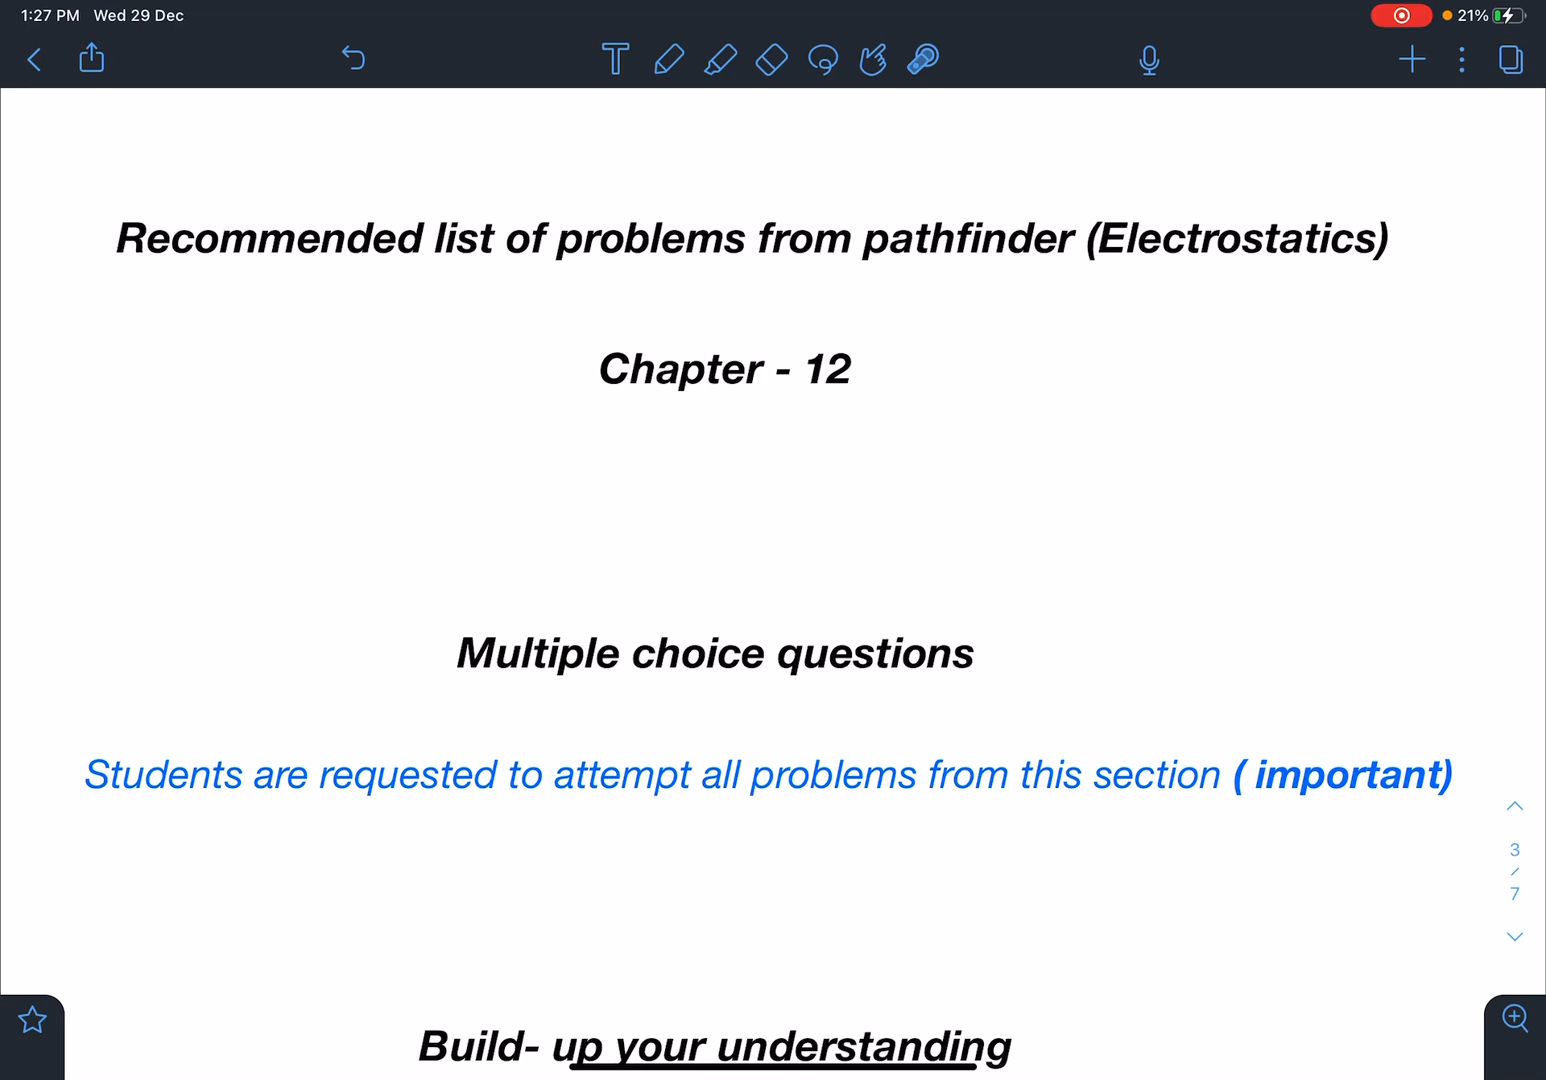 1:27 PM Wed 29 Dec
21%
T
Recommended list of problems from pathfinder (Electrostatics)
Chapter - 12
Multiple choice questions
Students are requested to attempt all problems from this section ( important)
3
/
7
Build- up your understanding